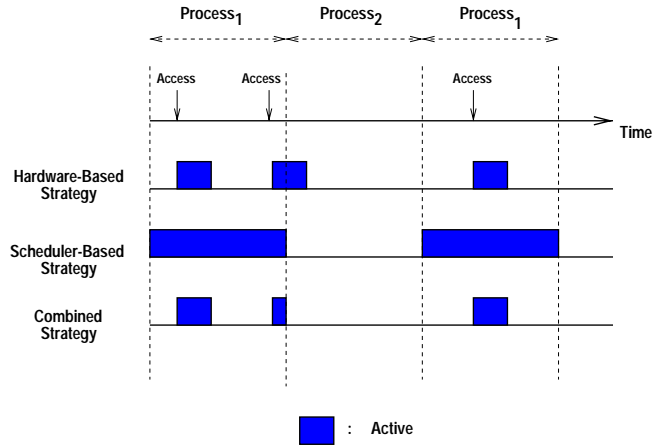 Process1 Process2 Process1
Access Access Access
Time
Hardware-Based
Strategy
Scheduler-Based
Strategy
Combined
Strategy
: Active